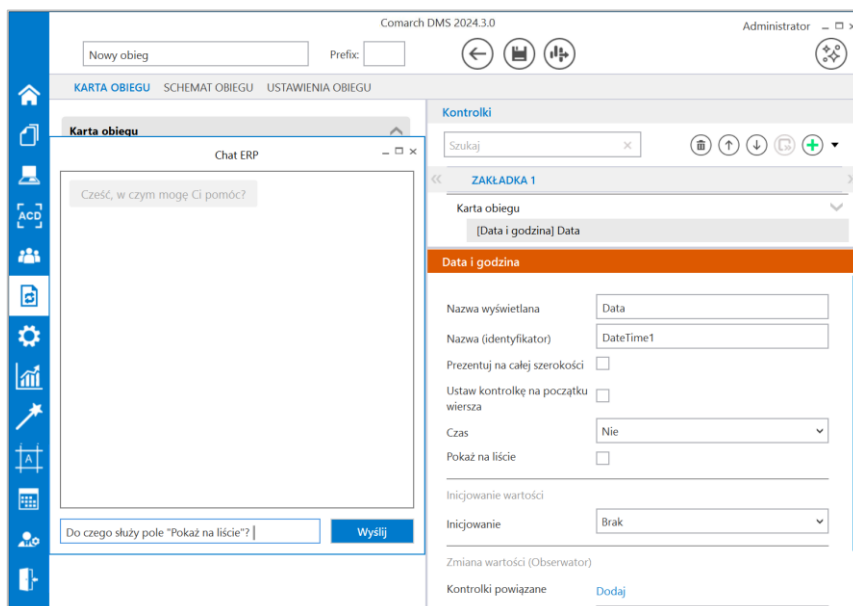 Comarch DMS 2024.3.0
Administrator
Nowy obieg
Prefix:
KARTA OBIEGU SCHEMAT OBIEGU USTAWIENIA OBIEGU
Karta obiegu
Chat ERP
Cześć, w czym mogę Ci pomóc?
Do czego służy pole "Pokaż na liście"?
Wyślij
ACD
A
Kontrolki
Szukaj
ZAKŁADKA 1
Karta obiegu
[Data i godzina] Data
Data i godzina
Nazwa wyświetlana Data
Nazwa (identyfikator) DateTime1
Prezentuj na całej szerokości
Ustaw kontrolkę na początku
wiersza
Czas Nie
Pokaż na liście
Inicjowanie wartości
Inicjowanie Brak
Zmiana wartości (Obserwator)
Kontrolki powiązane Dodaj